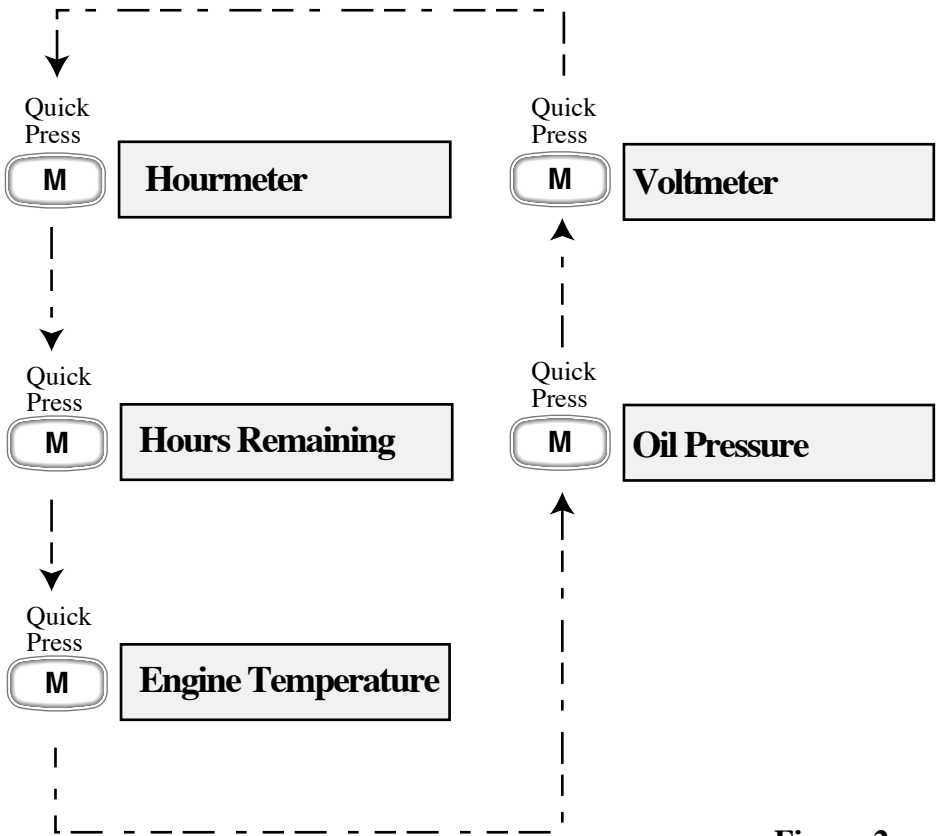 Quick
Press
M
Hourmeter
Quick
Press
M
Hours Remaining
Quick
Press
M
Engine Temperature
Quick
Press
M
Oil Pressure
Quick
Press
M
Voltmeter